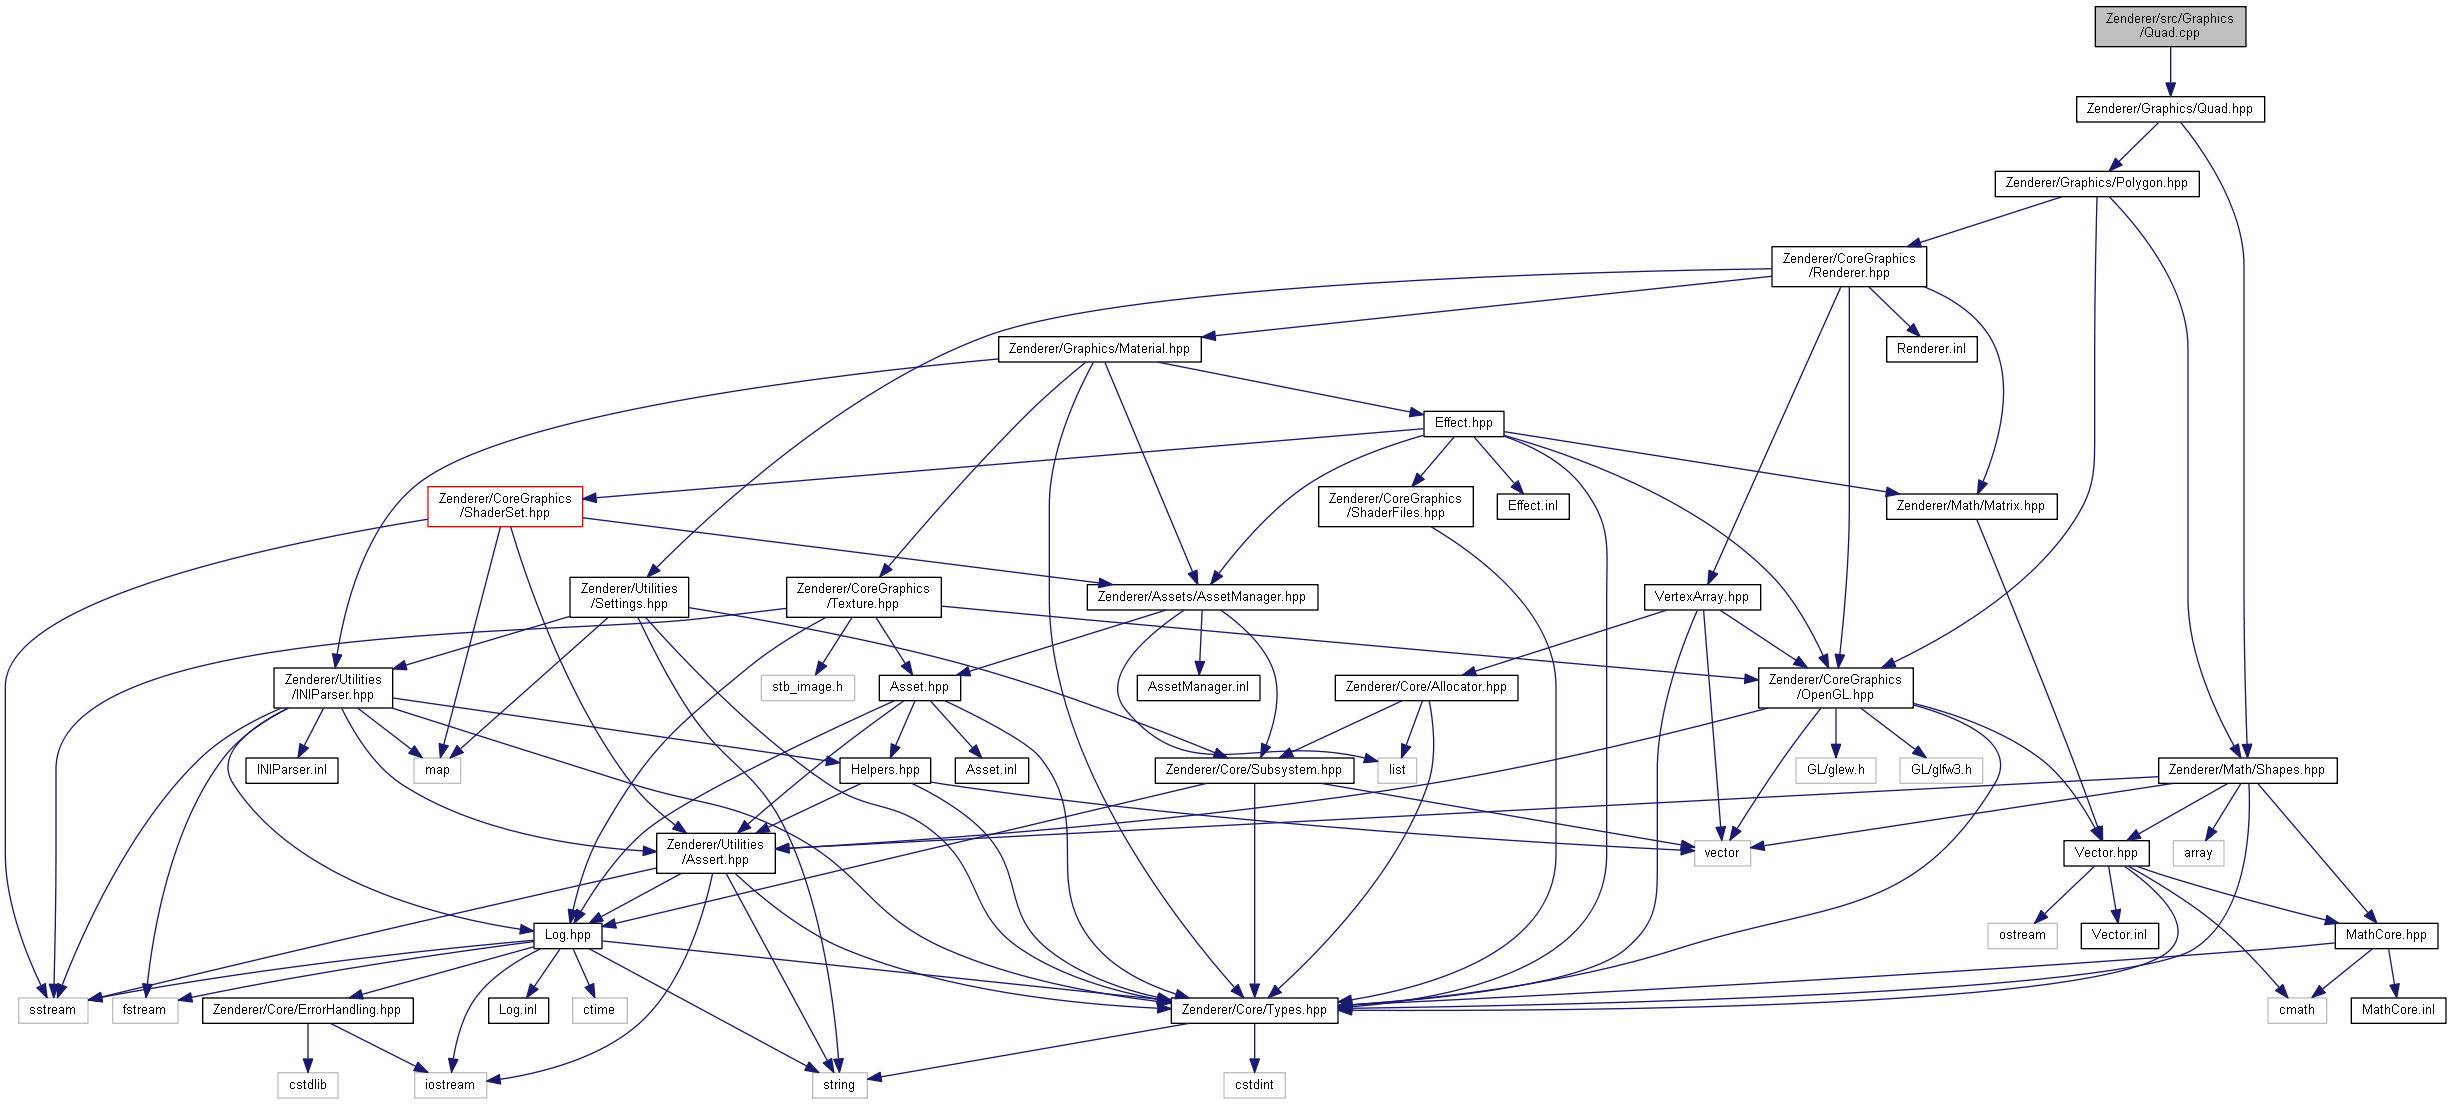 Zenderer/src/Graphics
/Quad.cpp
Zenderer/Graphics/Quad.hpp
Zenderer/Graphics/Polygon.hpp
Zenderer/CoreGraphics
/Renderer.hpp
Zenderer/Graphics/Material.hpp
Renderer.inl
Effect.hpp
Zenderer/CoreGraphics
/ShaderSet.hpp
Zenderer/CoreGraphics
/ShaderFiles.hpp
Effect.inl
Zenderer/Math/Matrix.hpp
Zenderer/Utilities
/Settings.hpp
Zenderer/CoreGraphics
/Texture.hpp
Zenderer/Assets/AssetManager.hpp
VertexArray.hpp
Zenderer/Utilities
/INIParser.hpp
stb_image.h
Asset.hpp
AssetManager.inl
Zenderer/Core/Allocator.hpp
Zenderer/CoreGraphics
/OpenGL.hpp
INIParser.inl
map
Helpers.hpp
Asset.inl
Zenderer/Core/Subsystem.hpp
list
GL/glew.h
GL/glfw3.h
Zenderer/Math/Shapes.hpp
Zenderer/Utilities
/Assert.hpp
vector
Vector.hpp
array
Log.hpp
ostream
Vector.inl
MathCore.hpp
sstream
fstream
Zenderer/Core/ErrorHandling.hpp
Log.inl
ctime
Zenderer/Core/Types.hpp
cmath
MathCore.inl
cstdlib
iostream
string
cstdint